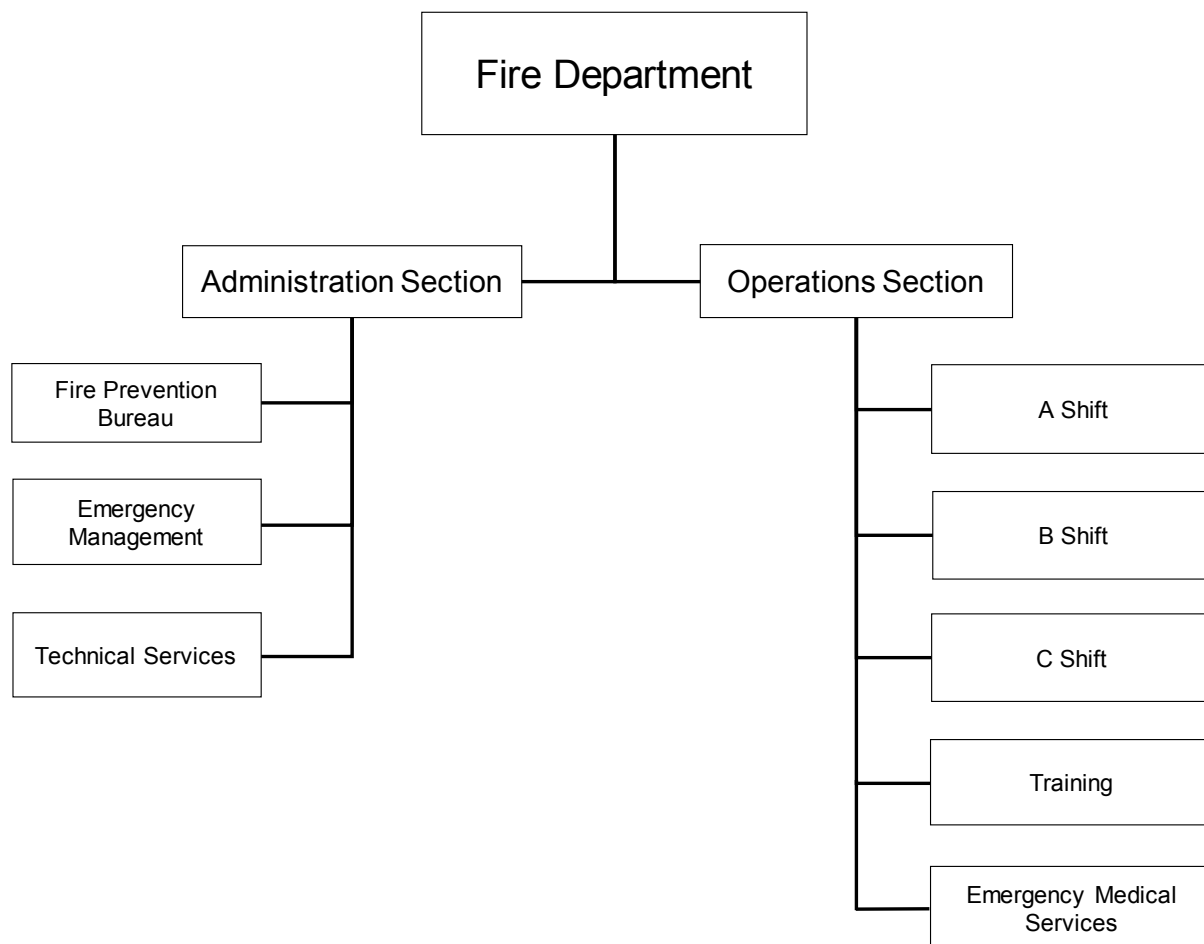 Fire Department
Administration Section
Operations Section
Fire Prevention
Bureau
Emergency
Management
Technical Services
A Shift
B Shift
C Shift
Training
Emergency Medical
Services